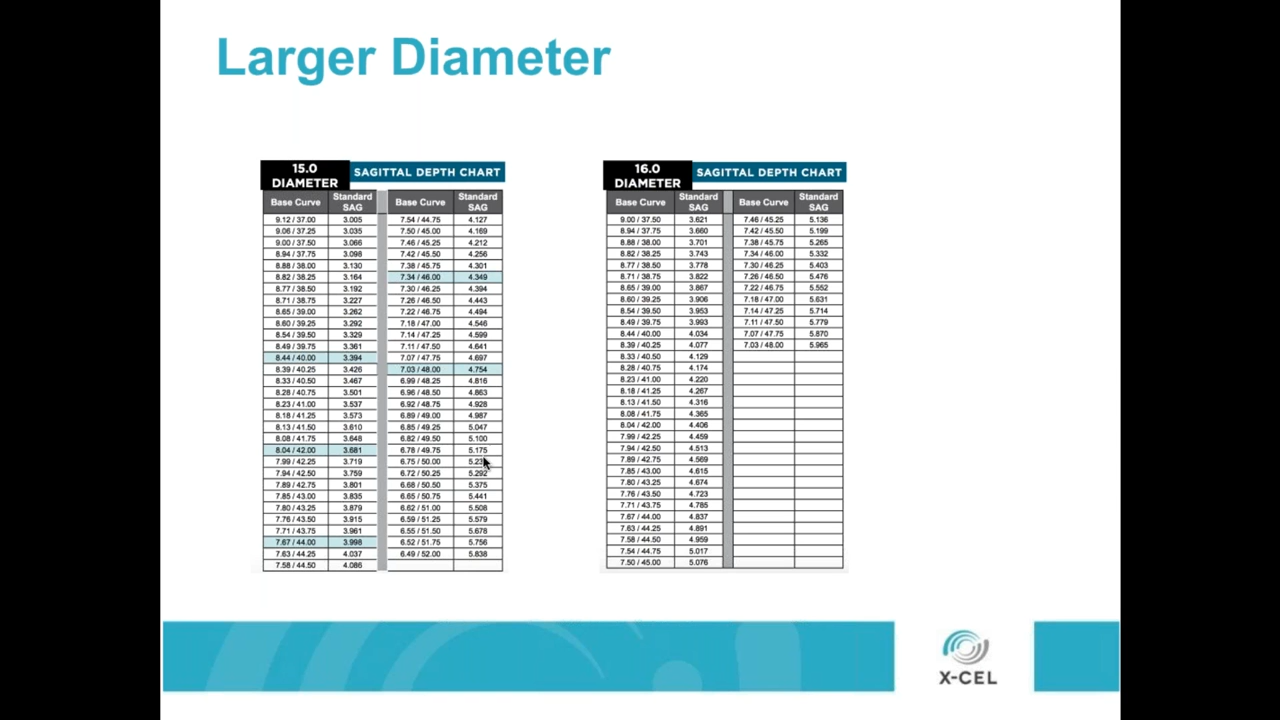 Larger Diameter
15.0
DIAMETER
SAGITTAL DEPTH CHART
Base Curve Standard SAG Base Curve Standard SAG
9.12 / 37.00 3.005 7.54 / 44.75 4.127
9.06 / 37.25 3.035 7.50 / 45.00 4.169
9.00 / 37.50 3.066 7.46 / 45.25 4.212
8.94 / 37.75 3.098 7.42 / 45.50 4.256
8.88 / 38.00 3.130 7.38 / 45.75 4.301
8.82 / 38.25 3.164 7.34 / 46.00 4.349
8.77 / 38.50 3.192 7.30 / 46.25 4.394
8.71 / 38.75 3.227 7.26 / 46.50 4.443
8.65 / 39.00 3.262 7.22 / 46.75 4.494
8.60 / 39.25 3.292 7.18 / 47.00 4.546
8.54 / 39.50 3.329 7.14 / 47.25 4.599
8.49 / 39.75 3.361 7.11 / 47.50 4.641
8.44 / 40.00 3.394 7.07 / 47.75 4.697
8.39 / 40.25 3.426 7.03 / 48.00 4.754
8.33 / 40.50 3.467 6.99 / 48.25 4.816
8.28 / 40.75 3.501 6.96 / 48.50 4.863
8.23 / 41.00 3.537 6.92 / 48.75 4.928
8.18 / 41.25 3.573 6.89 / 49.00 4.987
8.13 / 41.50 3.610 6.85 / 49.25 5.047
8.08 / 41.75 3.648 6.82 / 49.50 5.100
8.04 / 42.00 3.681 6.78 / 49.75 5.175
7.99 / 42.25 3.719 6.75 / 50.00
7.94 / 42.50 3.759 6.72 / 50.25 5.292
7.89 / 42.75 3.801 6.68 / 50.50 5.375
7.85 / 43.00 3.835 6.65 / 50.75 5.441
7.80 / 43.25 3.879 6.62 / 51.00 5.508
7.76 / 43.50 3.915 6.59 / 51.25 5.579
7.71 / 43.75 3.961 6.55 / 51.50 5.678
7.67 / 44.00 3.998 6.52 / 51.75 5.756
7.63 / 44.25 4.037 6.49 / 52.00 5.838
7.58 / 44.50 4.086
16.0
DIAMETER
SAGITTAL DEPTH CHART
Base Curve Standard SAG Base Curve Standard SAG
9.00 / 37.50 3.621 7.46 / 45.25 5.136
8.94 / 37.75 3.660 7.42 / 45.50 5.199
8.88 / 38.00 3.701 7.38 / 45.75 5.265
8.82 / 38.25 3.743 7.34 / 46.00 5.332
8.77 / 38.50 3.778 7.30 / 46.25 5.403
8.71 / 38.75 3.822 7.26 / 46.50 5.476
8.65 / 39.00 3.867 7.22 / 46.75 5.552
8.60 / 39.25 3.906 7.18 / 47.00 5.631
8.54 / 39.50 3.953 7.14 / 47.25 5.714
8.49 / 39.75 3.993 7.11 / 47.50 5.779
8.44 / 40.00 4.034 7.07 / 47.75 5.870
8.39 / 40.25 4.077 7.03 / 48.00 5.965
8.33 / 40.50 4.129
8.28 / 40.75 4.174
8.23 / 41.00 4.220
8.18 / 41.25 4.267
8.13 / 41.50 4.316
8.08 / 41.75 4.365
8.04 / 42.00 4.406
7.99 / 42.25 4.459
7.94 / 42.50 4.513
7.89 / 42.75 4.569
7.85 / 43.00 4.615
7.80 / 43.25 4.674
7.76 / 43.50 4.723
7.71 / 43.75 4.785
7.67 / 44.00 4.837
7.63 / 44.25 4.891
7.58 / 44.50 4.959
7.54 / 44.75 5.017
7.50 / 45.00 5.076
X-CEL